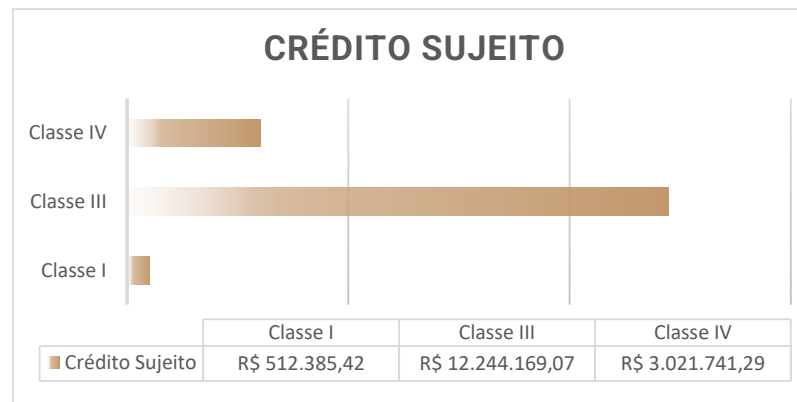 CRÉDITO SUJEITO
Classe IV
Classe III
Classe I
Classe I Classe III Classe IV
Crédito Sujeito R$ 512.385,42 R$ 12.244.169,07 R$ 3.021.741,29